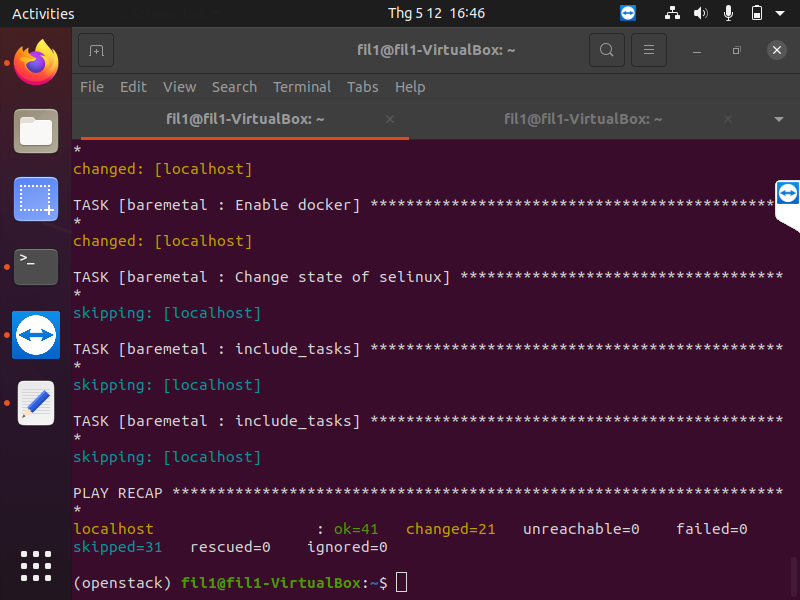 Activities
Thg 5 12 16:46
fil1@fil1-VirtualBox: ~
File Edit View Search Terminal Tabs Help
fil1@fil1-VirtualBox: ~ × fil1@fil1-VirtualBox: ~ ×
*
changed: [localhost]
TASK [baremetal : Enable docker] *********************************************
*
changed: [localhost]
TASK [baremetal : Change state of selinux] ************************************
*
skipping: [localhost]
TASK [baremetal : include_tasks] **********************************************
*
skipping: [localhost]
TASK [baremetal : include_tasks] **********************************************
*
skipping: [localhost]
PLAY RECAP ********************************************************************
*
localhost : ok=41 changed=21 unreachable=0 failed=0
skipped=31 rescued=0 ignored=0
(openstack) fil1@fil1-VirtualBox:~$